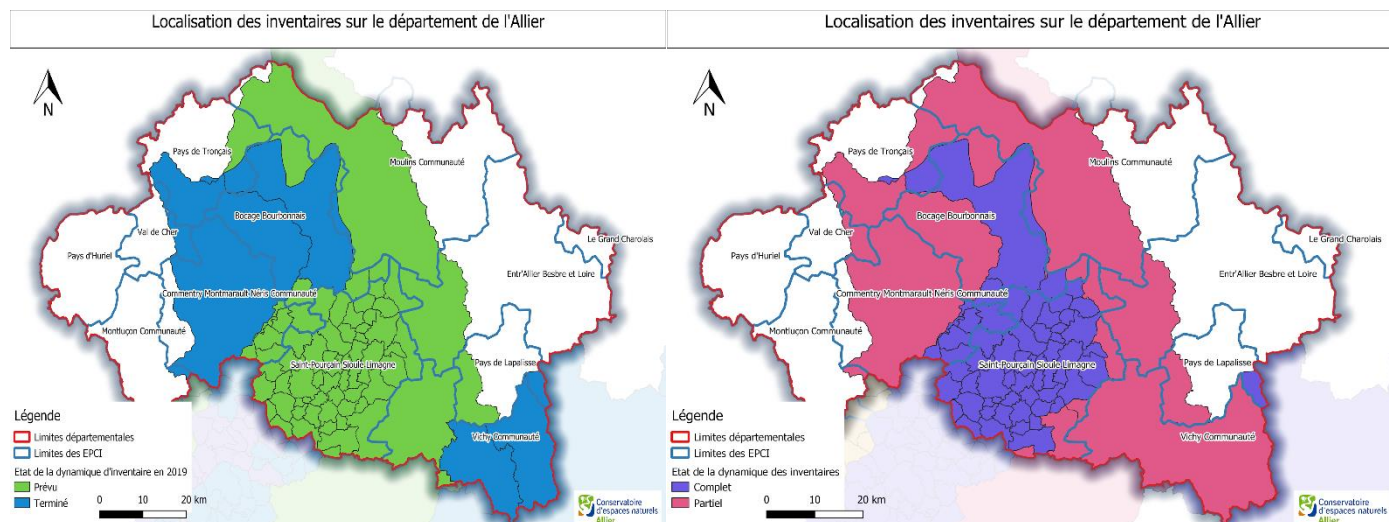 Localisation des inventaires sur le département de l'Allier
N
Pays de Tronçais
Moulins Communauté
Bocage Bourbonnais
Val de Cher
Le Grand Charolais
Pays d'Huriel
Entr'Allier Besbre et Loire
Commentry Montmarault Néris Communauté
Montluçon Communauté
Saint-Pourçain Sioule Limagne
Pays de Lapalisse
Vichy Communauté
Légende
Limites départementales
Limites des EPCI
Etat de la dynamique d'inventaire en 2019
Prévu
Terminé
0 10 20 km
Conservatoire
d'espaces naturels
Allier
Localisation des inventaires sur le département de l'Allier
N
Pays de Tronçais
Moulins Communauté
Bocage Bourbonnais
Val de Cher
Le Grand Charolais
Pays d'Huriel
Entr'Allier Besbre et Loire
Commentry Montmarault Néris Communauté
Montluçon Communauté
Saint-Pourçain Sioule Limagne
Pays de Lapalisse
Vichy Communauté
Légende
Limites départementales
Limites des EPCI
Etat de la dynamique des inventaires
Complet
Partiel
0 10 20 km
Conservatoire
d'espaces naturels
Allier